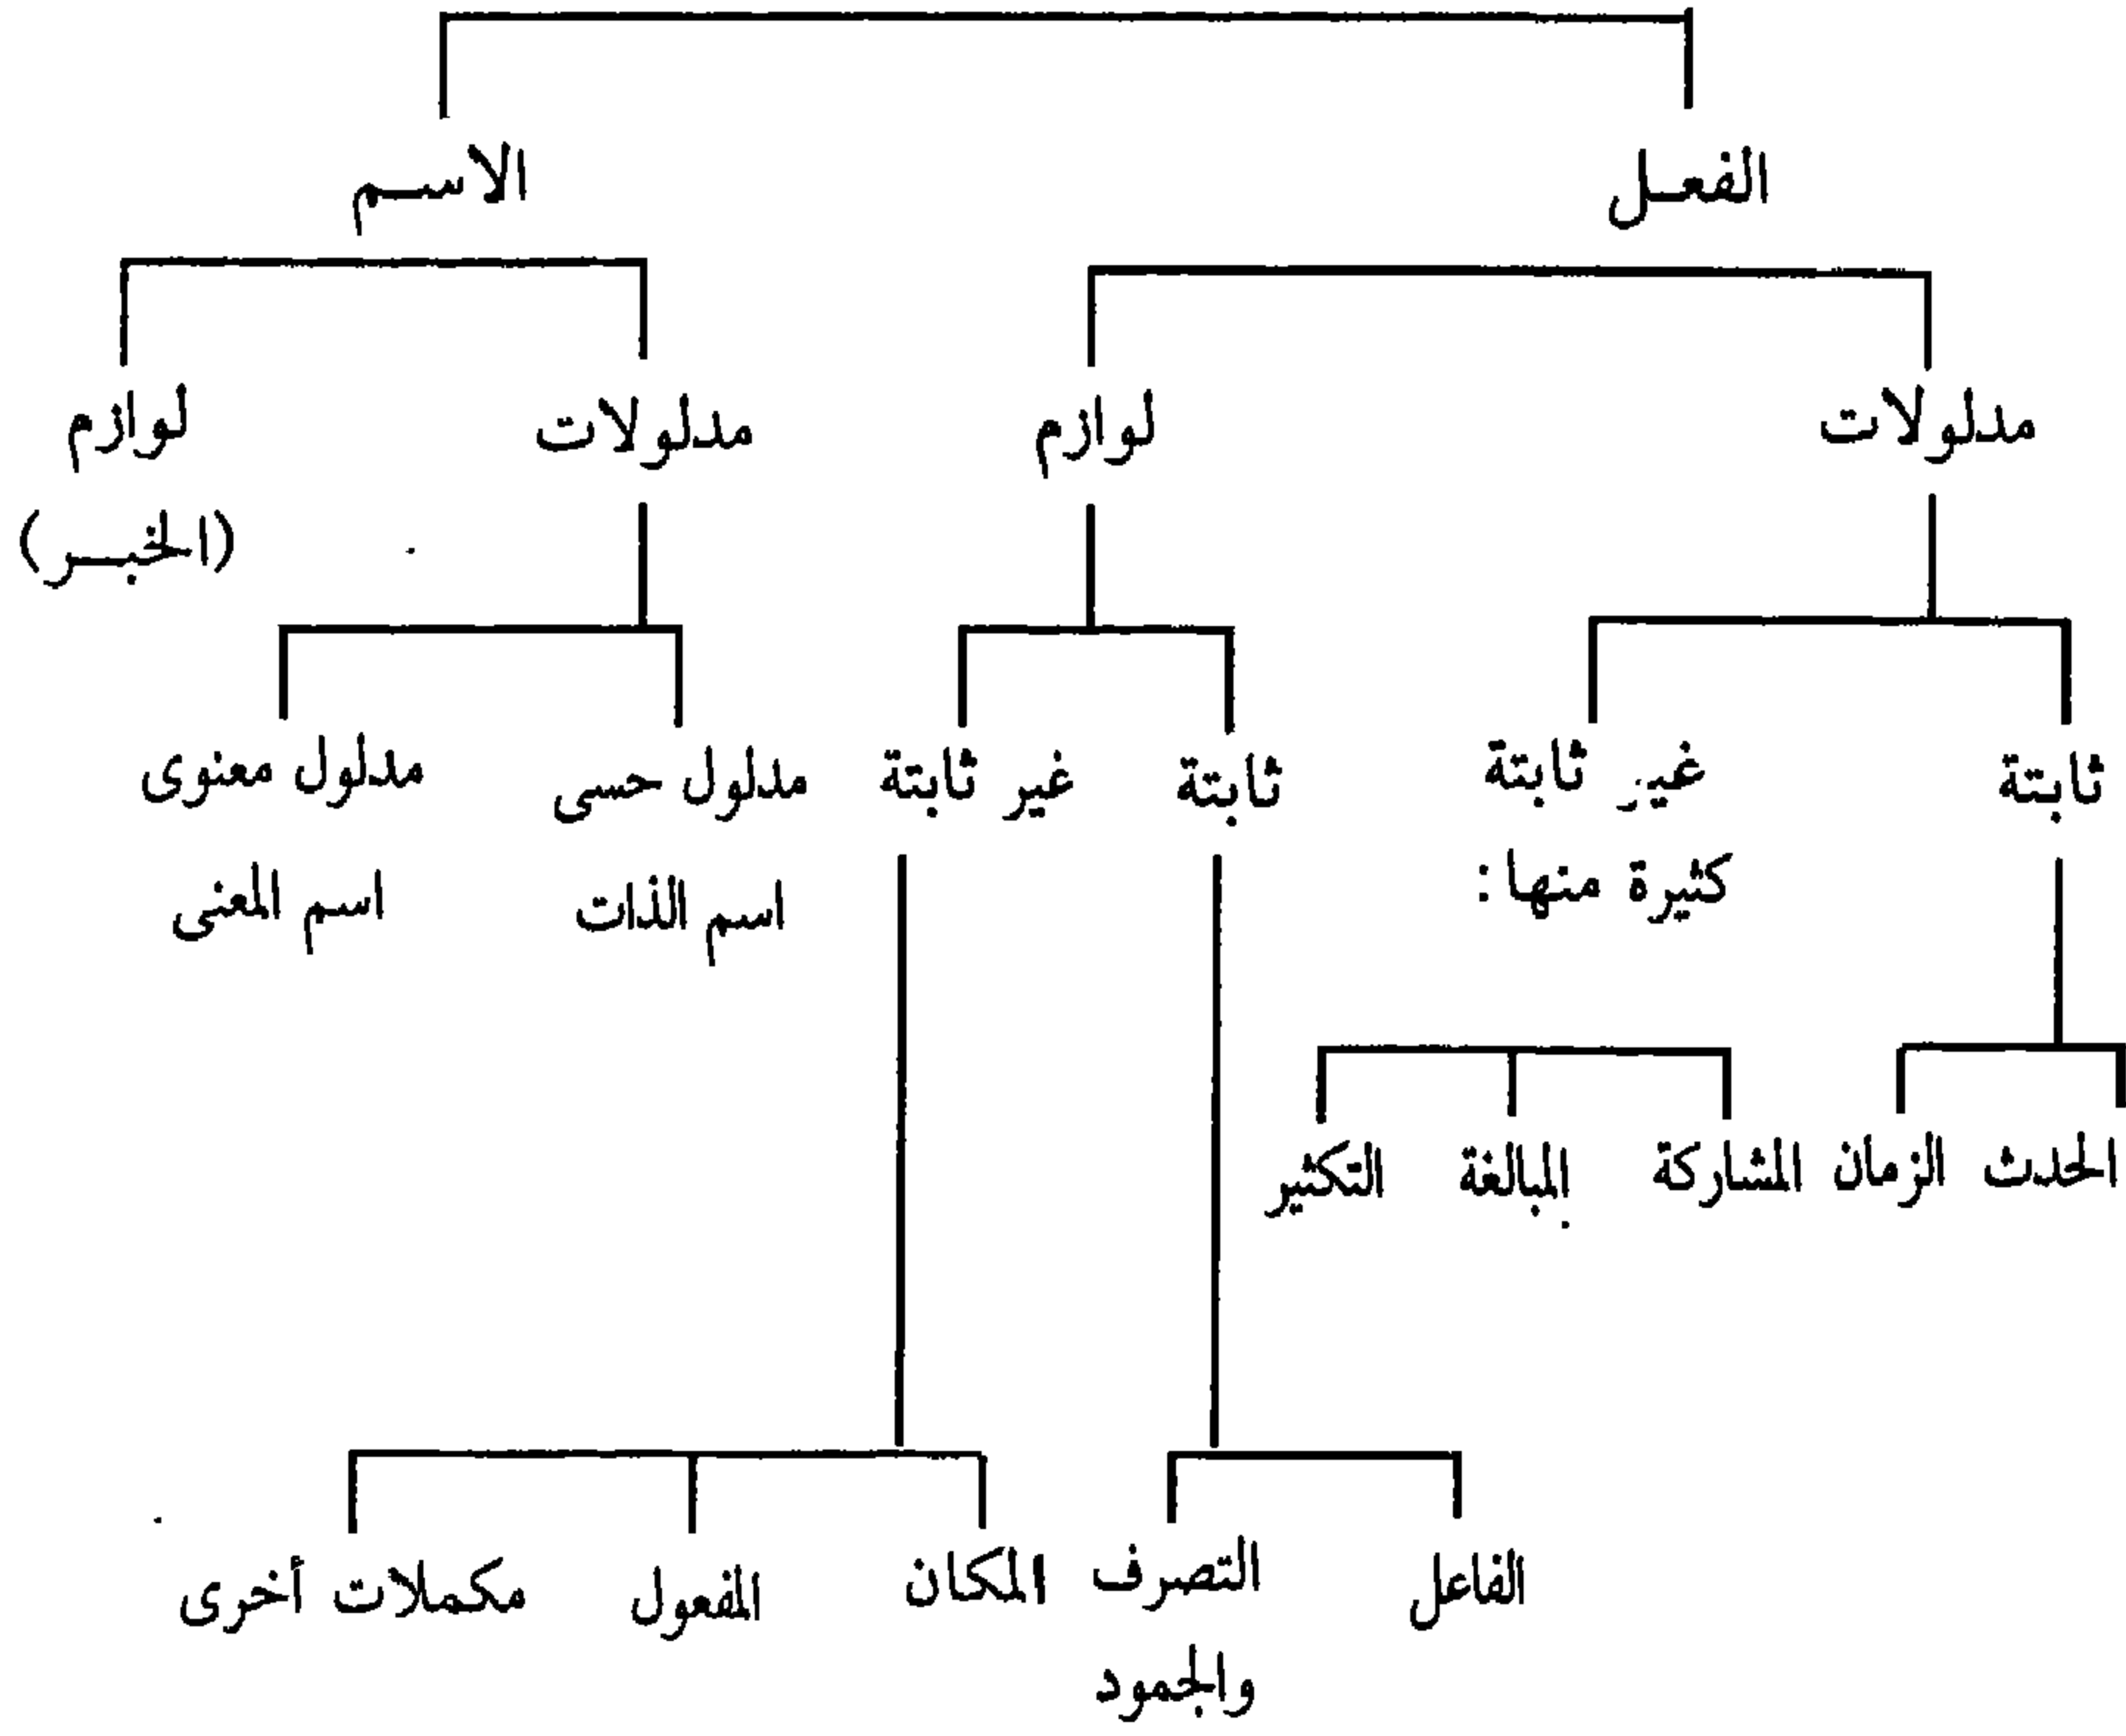 الفعل
الاسم
مدلولات
لوازم
مدلولات
لوازم
(الخبر)
ثابتة
غير ثابتة
كثيرة منها :
ثابتة
غير ثابتة
مدلول حسى
اسم الذات
مدلول معنوى
اسم المعنى
الحدث
الزمان
المشاركة
المبالغة
التكثير
الفاعل
التصرف
والجمود
المكان
المفعول
مكملات أخرى